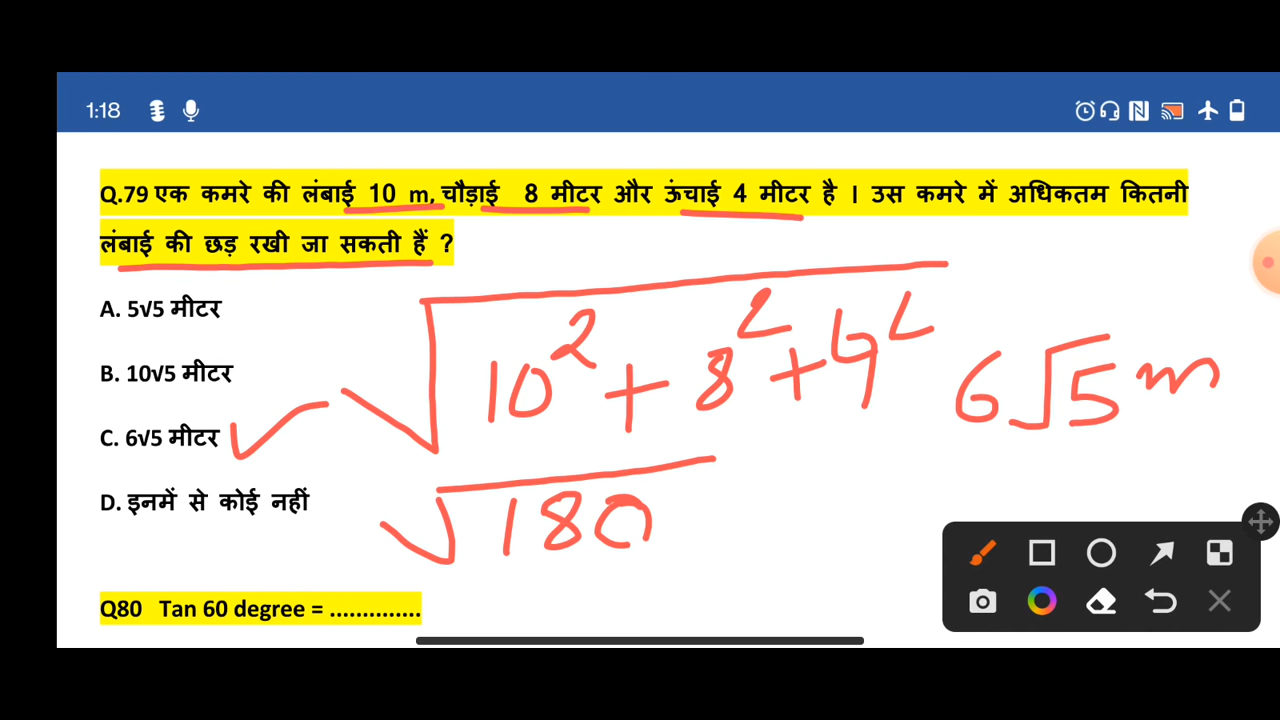 1:18
Q.79 एक कमरे की लंबाई 10 m, चौड़ाई 8 मीटर और ऊंचाई 4 मीटर है । उस कमरे में अधिकतम कितनी
लंबाई की छड़ रखी जा सकती हैं ?
A. 5√5 मीटर
B. 10√5 मीटर
C. 6√5 मीटर
D. इनमें से कोई नहीं
√10² + 8² + 4²
6√5 m
√180
Q80 Tan 60 degree = ..............